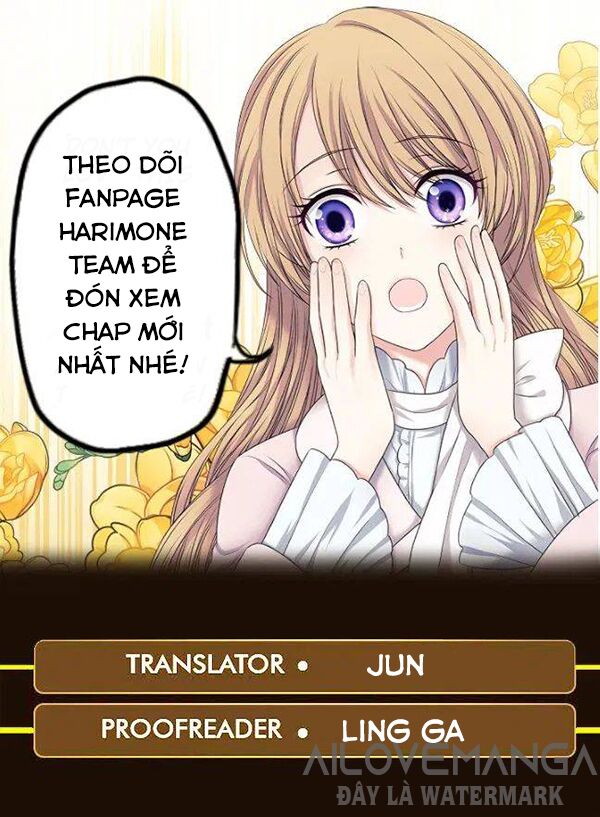 THEO DÕI
FANPAGE
HARIMONE
TEAM ĐỂ
ĐÓN XEM
CHAP MỚI
NHẤT NHÉ!
TRANSLATOR • JUN
PROOFREADER • LING GA
AILOVEMANGA
ĐÂY LÀ WATERMARK